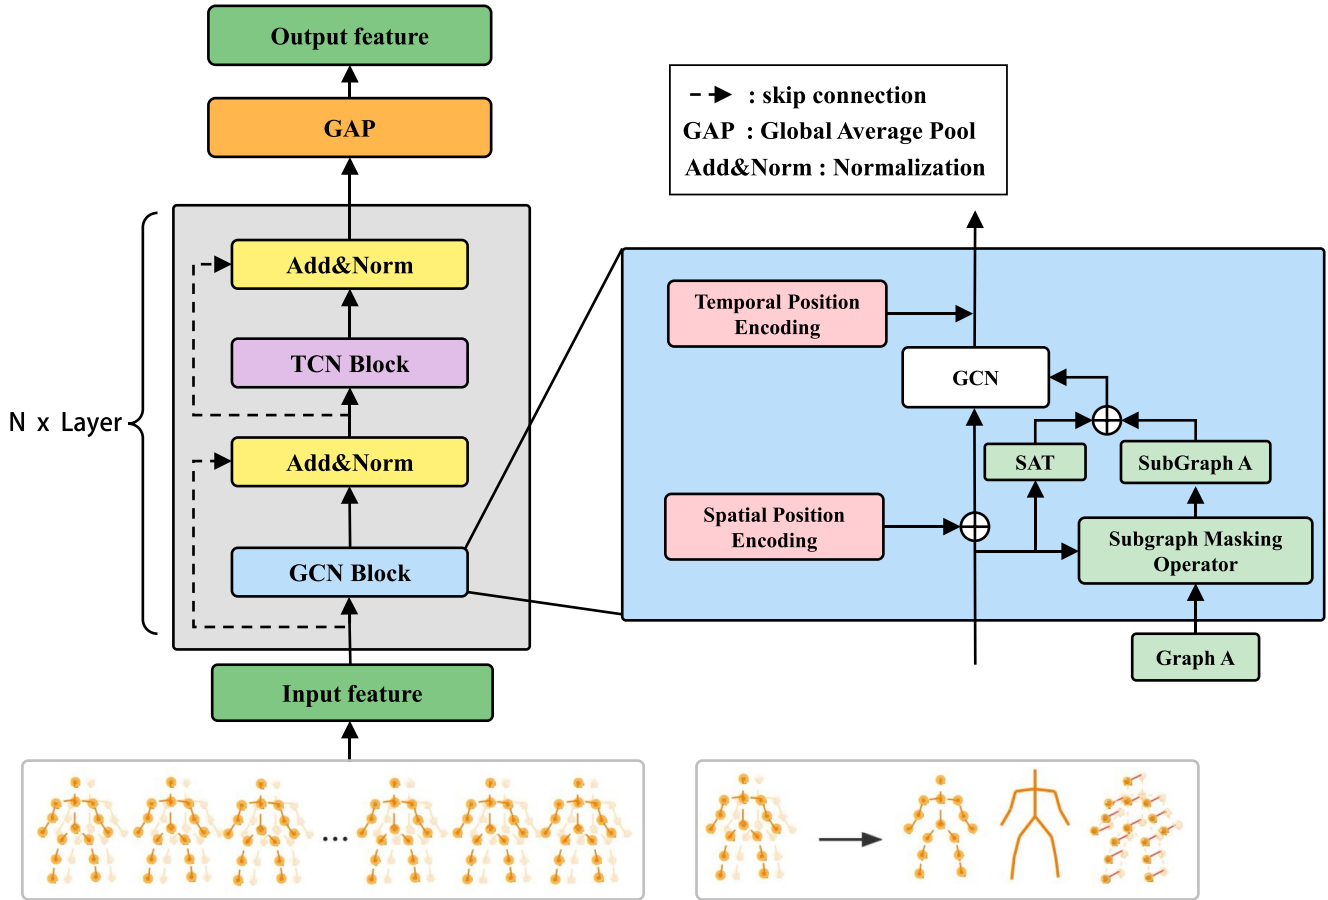 Output feature
GAP
Add&Norm
TCN Block
Add&Norm
GCN Block
Input feature
N x Layer
: skip connection
GAP : Global Average Pool
Add&Norm : Normalization
Temporal Position
Encoding
GCN
SAT
SubGraph A
Spatial Position
Encoding
Subgraph Masking
Operator
Graph A
...